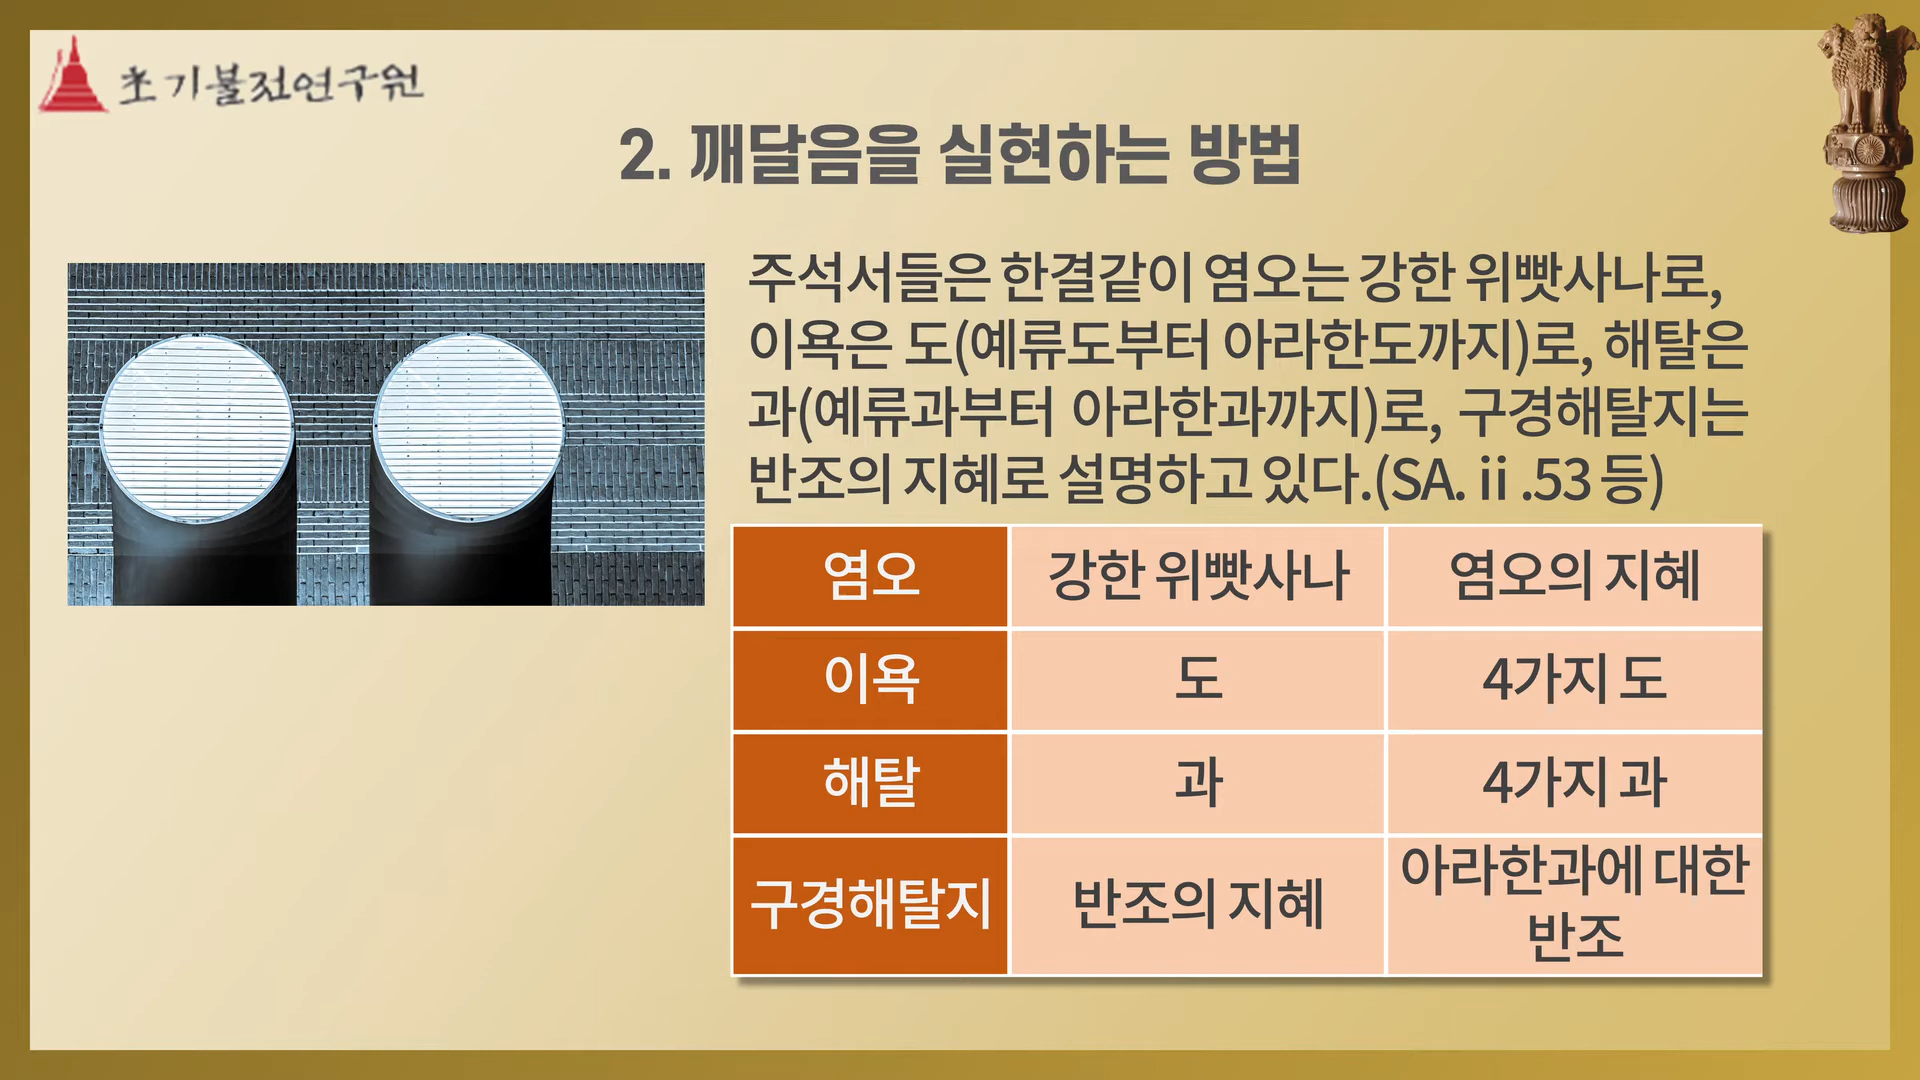 초기불전연구원
2. 깨달음을 실현하는 방법
주석서들은 한결같이 염오는 강한 위빳사나로,
이욕은 도(예류도부터 아라한도까지)로, 해탈은
과(예류과부터 아라한과까지)로, 구경해탈지는
반조의 지혜로 설명하고 있다.(SA. ⅱ .53 등)
염오 강한 위빳사나 염오의 지혜
이욕 도 4가지 도
해탈 과 4가지 과
구경해탈지 반조의 지혜 아라한과에 대한
반조